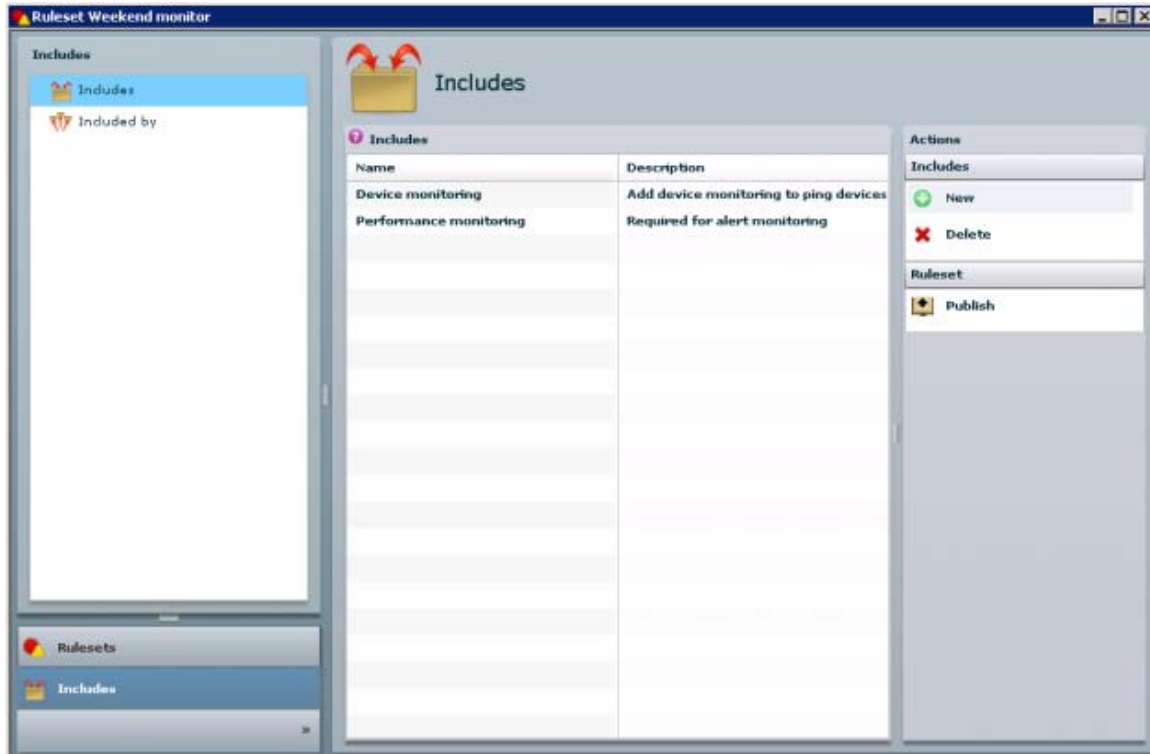 Ruleset Weekend monitor
Includes
Includes
Included by
Rulesets
Includes
»
Includes
Includes
Name Description
Device monitoring Add device monitoring to ping devices
Performance monitoring Required for alert monitoring
Actions
Includes
New
Delete
Ruleset
Publish